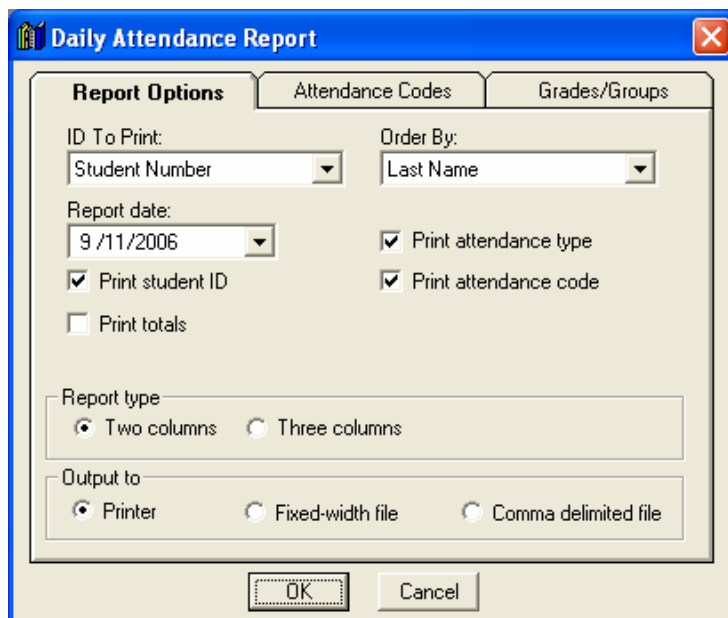 Daily Attendance Report
Report Options Attendance Codes Grades/Groups
ID To Print: Order By:
Student Number Last Name
Report date:
9 /11/2006 Print attendance type
Print student ID Print attendance code
Print totals
Report type
Two columns Three columns
Output to
Printer Fixed-width file Comma delimited file
OK Cancel